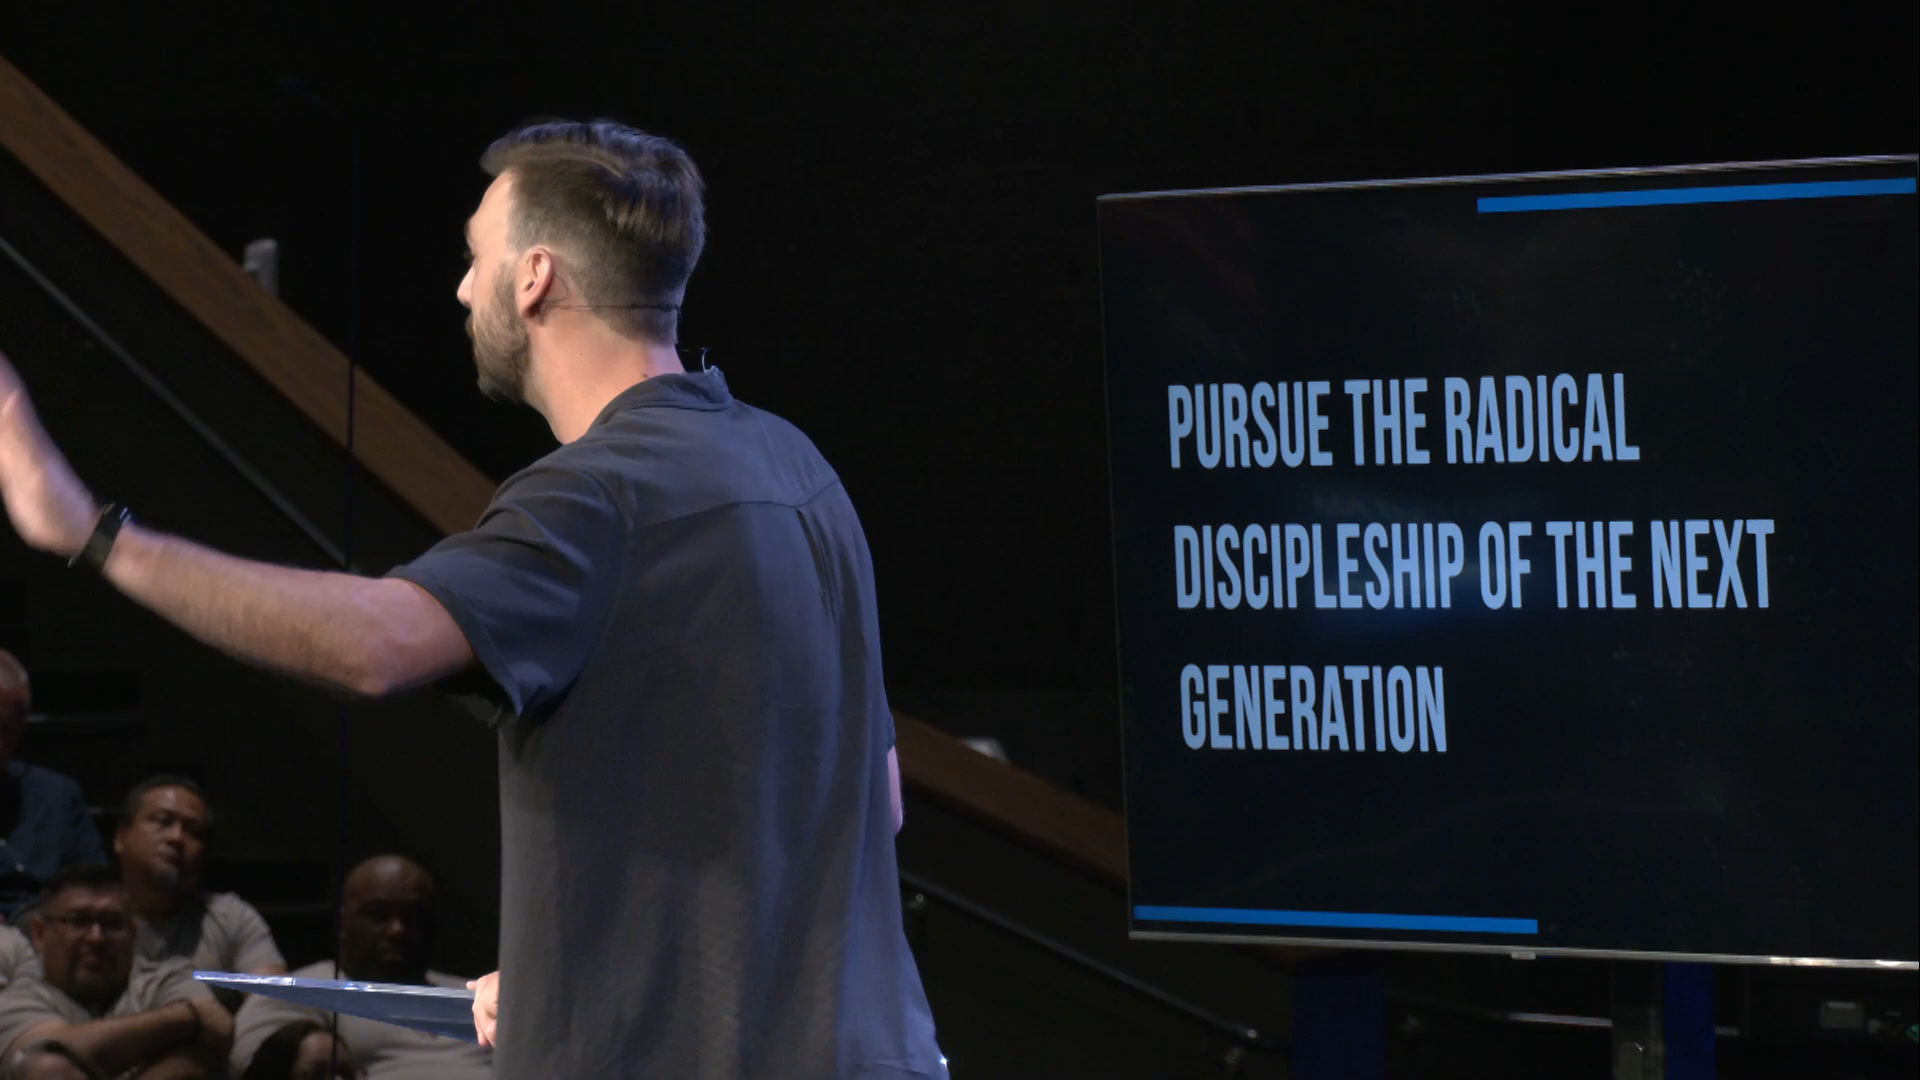 PURSUE THE RADICAL
DISCIPLESHIP OF THE NEXT
GENERATION